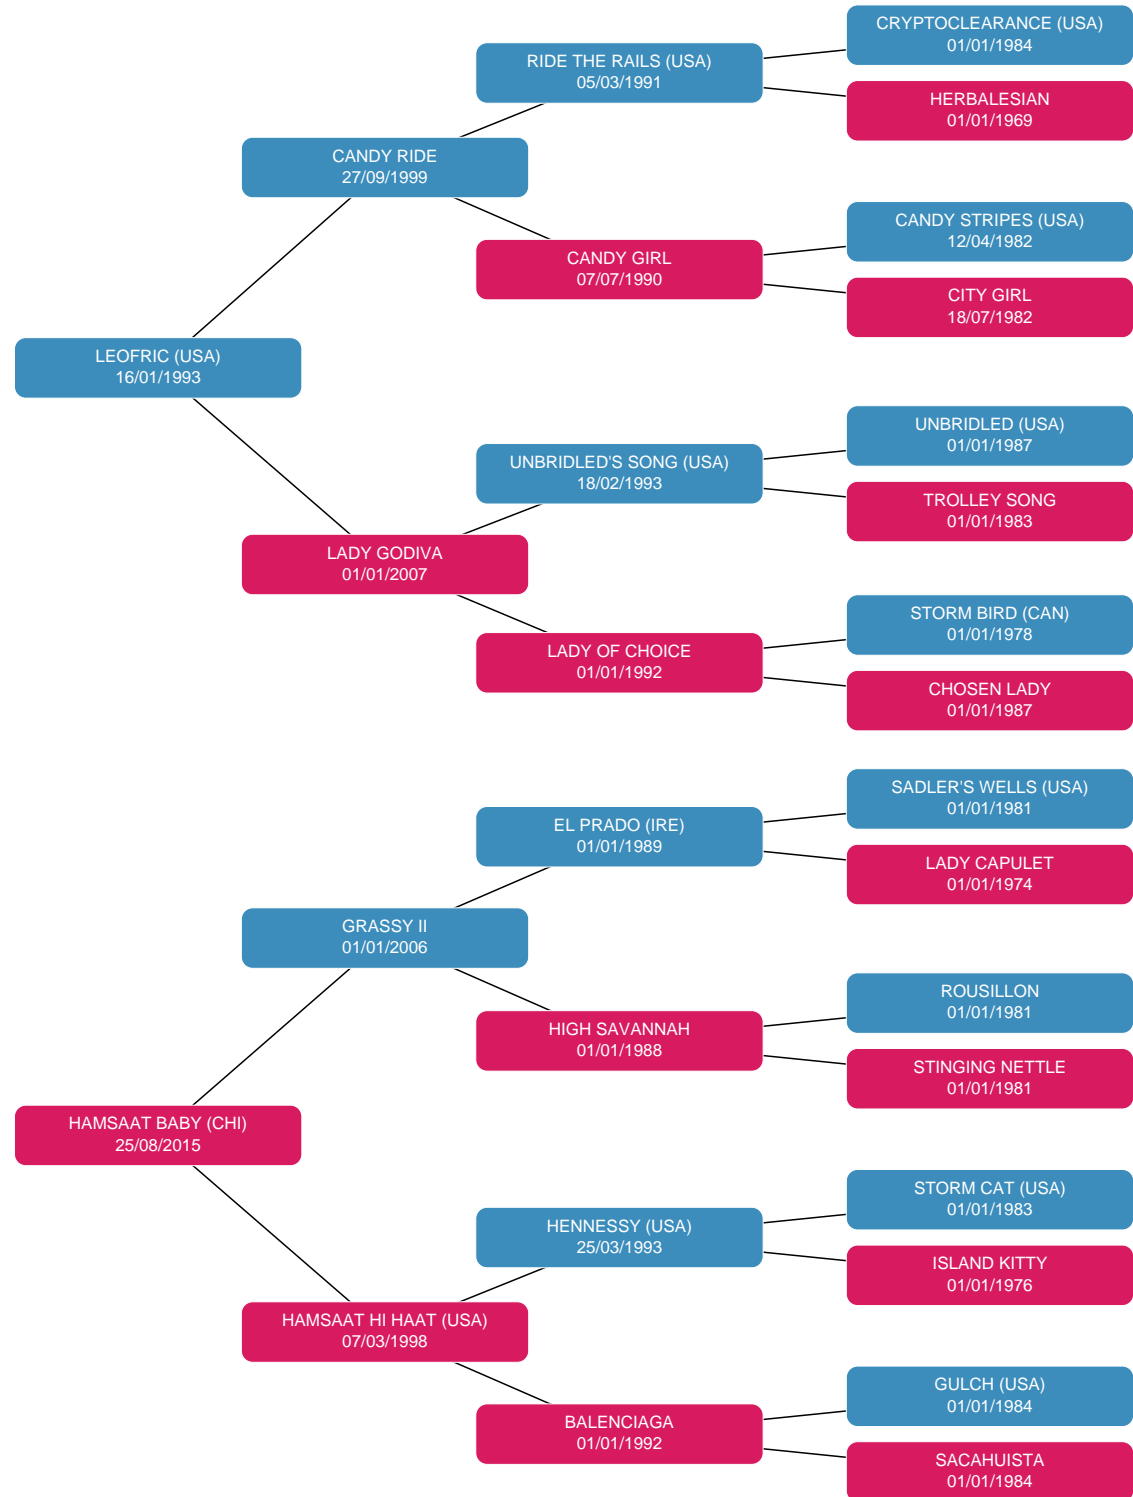 CRYPTOCLEARANCE (USA)
01/01/1984
RIDE THE RAILS (USA)
05/03/1991
HERBALESIAN
01/01/1969
CANDY RIDE
27/09/1999
CANDY STRIPES (USA)
12/04/1982
CANDY GIRL
07/07/1990
CITY GIRL
18/07/1982
LEOFRIC (USA)
16/01/1993
UNBRIDLED (USA)
01/01/1987
UNBRIDLED'S SONG (USA)
18/02/1993
TROLLEY SONG
01/01/1983
LADY GODIVA
01/01/2007
STORM BIRD (CAN)
01/01/1978
LADY OF CHOICE
01/01/1992
CHOSEN LADY
01/01/1987
SADLER'S WELLS (USA)
01/01/1981
EL PRADO (IRE)
01/01/1989
LADY CAPULET
01/01/1974
GRASSY II
01/01/2006
ROUSILLON
01/01/1981
HIGH SAVANNAH
01/01/1988
STINGING NETTLE
01/01/1981
HAMSAAT BABY (CHI)
25/08/2015
STORM CAT (USA)
01/01/1983
HENNESSY (USA)
25/03/1993
ISLAND KITTY
01/01/1976
HAMSAAT HI HAAT (USA)
07/03/1998
GULCH (USA)
01/01/1984
BALENCIAGA
01/01/1992
SACAHUISTA
01/01/1984